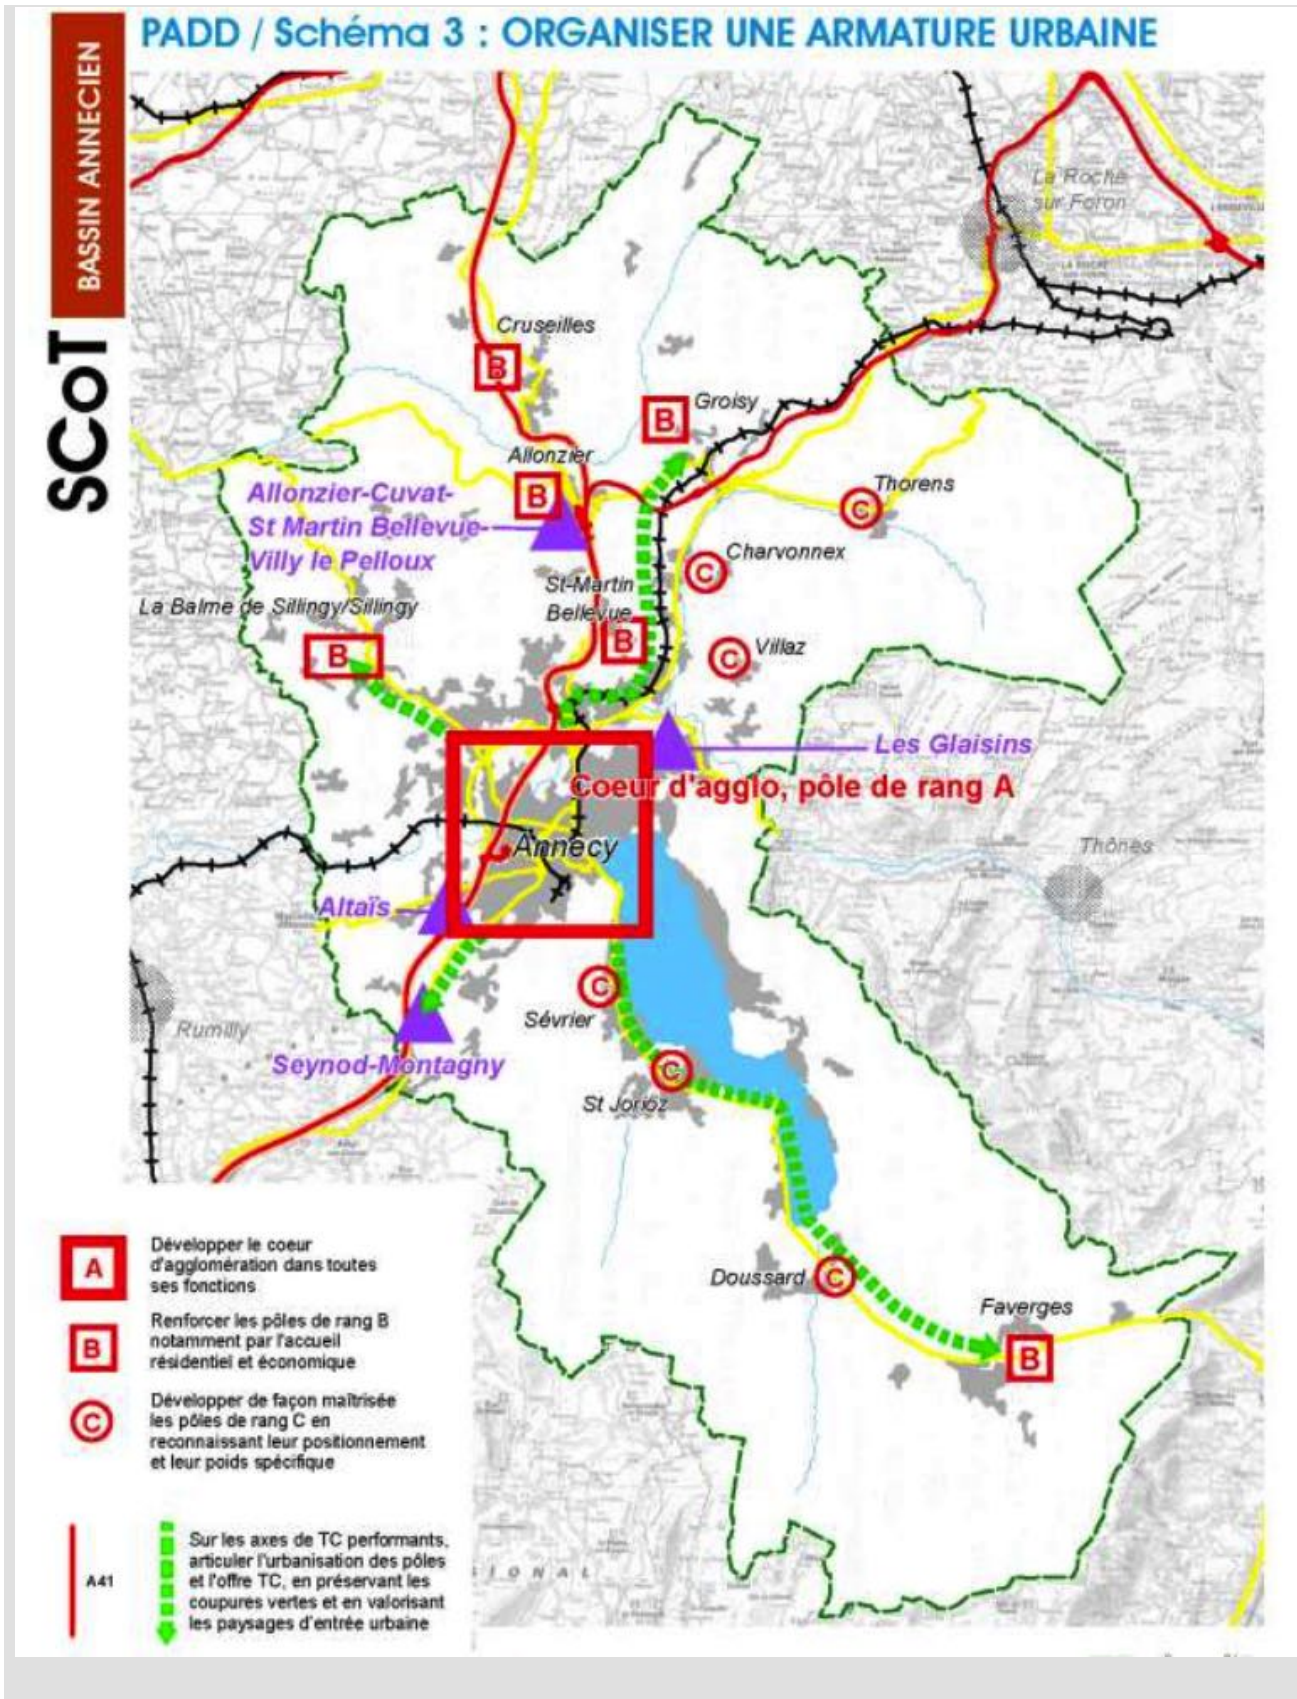 PADD / Schéma 3 : ORGANISER UNE ARMATURE URBAINE
BASSIN ANNECIEN
SCoT
La Roche
sur Foron
Cruseilles
B
Groisy
B
Allonzier
B
Thorens
C
Allonzier-Cuvat-
St Martin Bellevue-
Villy le Pelloux
Charvonnex
C
St-Martin
Bellevue
B
La Balme de Sillingy/Sillingy
B
Villaz
C
Les Glaisins
Coeur d'agglo, pôle de rang A
Annecy
Thônes
Altaïs
C
Sévrier
Rumilly
Seynod-Montagny
C
St Jorioz
Doussard
C
Faverges
B
A
Développer le coeur
d'agglomération dans toutes
ses fonctions
B
Renforcer les pôles de rang B
notamment par l'accueil
résidentiel et économique
C
Développer de façon maîtrisée
les pôles de rang C en
reconnaissant leur positionnement
et leur poids spécifique
A41
Sur les axes de TC performants,
articuler l'urbanisation des pôles
et l'offre TC, en préservant les
coupures vertes et en valorisant
les paysages d'entrée urbaine